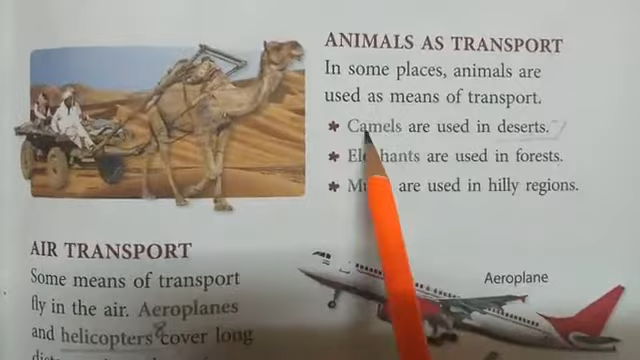 ANIMALS AS TRANSPORT
In some places, animals are
used as means of transport.
* Camels are used in deserts.
* Elephants are used in forests.
* are used in hilly regions.
AIR TRANSPORT
Some means of transport
fly in the air. Aeroplanes
and helicopters cover long
Aeroplane